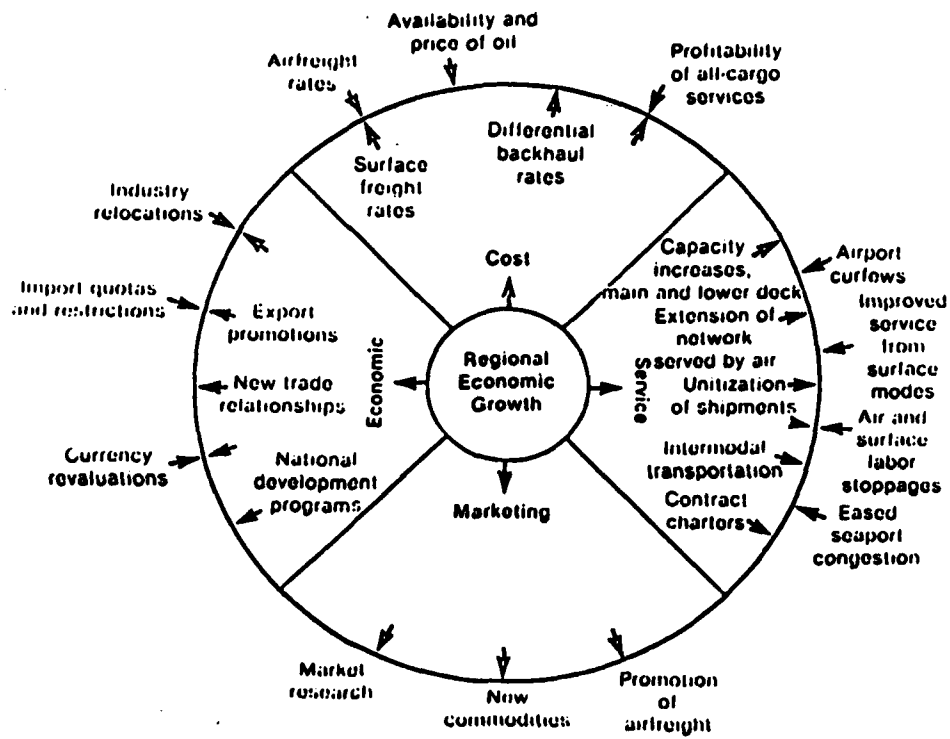 Availability and
price of oil
Airfreight
rates
Profitability
of all-cargo
services
Differential
backhaul
rates
Surface
freight
rates
Industry
relocations
Cost
Capacity
increases,
main and lower deck
Airport
curfews
Import quotas
and restrictions
Export
promotions
Extension of
network
served by air
Improved
service
from
surface
modes
Economic
Regional
Economic
Growth
Service
New trade
relationships
Unitization
of shipments
Air and
surface
labor
stoppages
Currency
revaluations
National
development
programs
Intermodal
transportation
Marketing
Contract
charters
Eased
seaport
congestion
Market
research
New
commodities
Promotion
of
airfreight